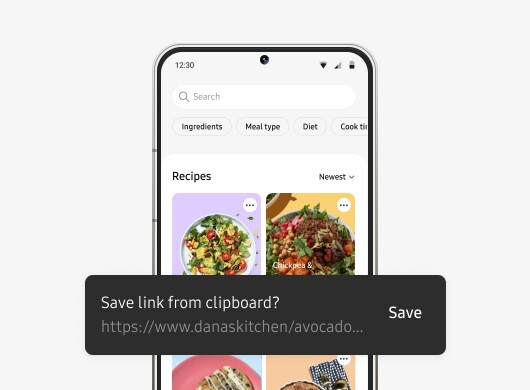 12:30
Search
Ingredients Meal type Diet Cook
Recipes Newest
Chickpea &
Save link from clipboard?
https://www.danaskitchen/avocado...
Save